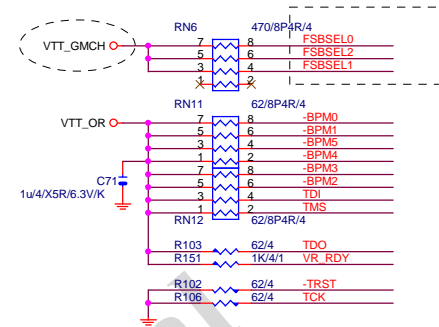 RN6 470/8P4R/4
VTT_GMCH 7 8 FSBSEL0
5 6 FSBSEL2
3 4 FSBSEL1
1 2
RN11 62/8P4R/4
VTT_OR 7 8 -BPM0
5 6 -BPM1
3 4 -BPM5
1 2 -BPM4
C71 7 8 -BPM3
1u/4/X5R/6.3V/K 5 6 -BPM2
3 4 TDI
1 2 TMS
RN12 62/8P4R/4
R103 62/4 TDO
R151 1K/4/1 VR_RDY
R102 62/4 -TRST
R106 62/4 TCK